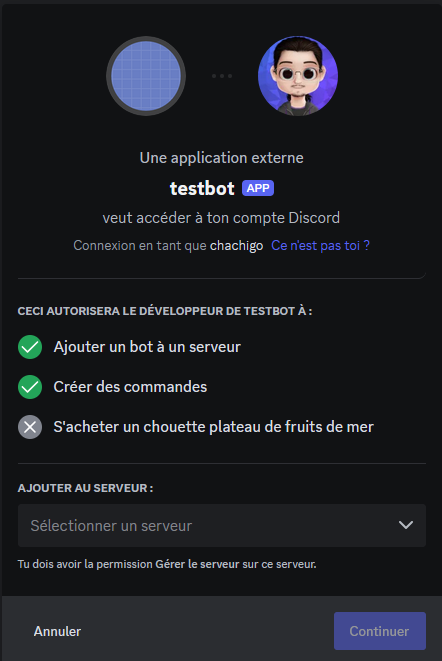 Une application externe
testbot APP
veut accéder à ton compte Discord
Connexion en tant que chachigo Ce n'est pas toi ?
CECI AUTORISERA LE DÉVELOPPEUR DE TESTBOT À :
Ajouter un bot à un serveur
Créer des commandes
S'acheter un chouette plateau de fruits de mer
AJOUTER AU SERVEUR :
Sélectionner un serveur
Tu dois avoir la permission Gérer le serveur sur ce serveur.
Annuler
Continuer